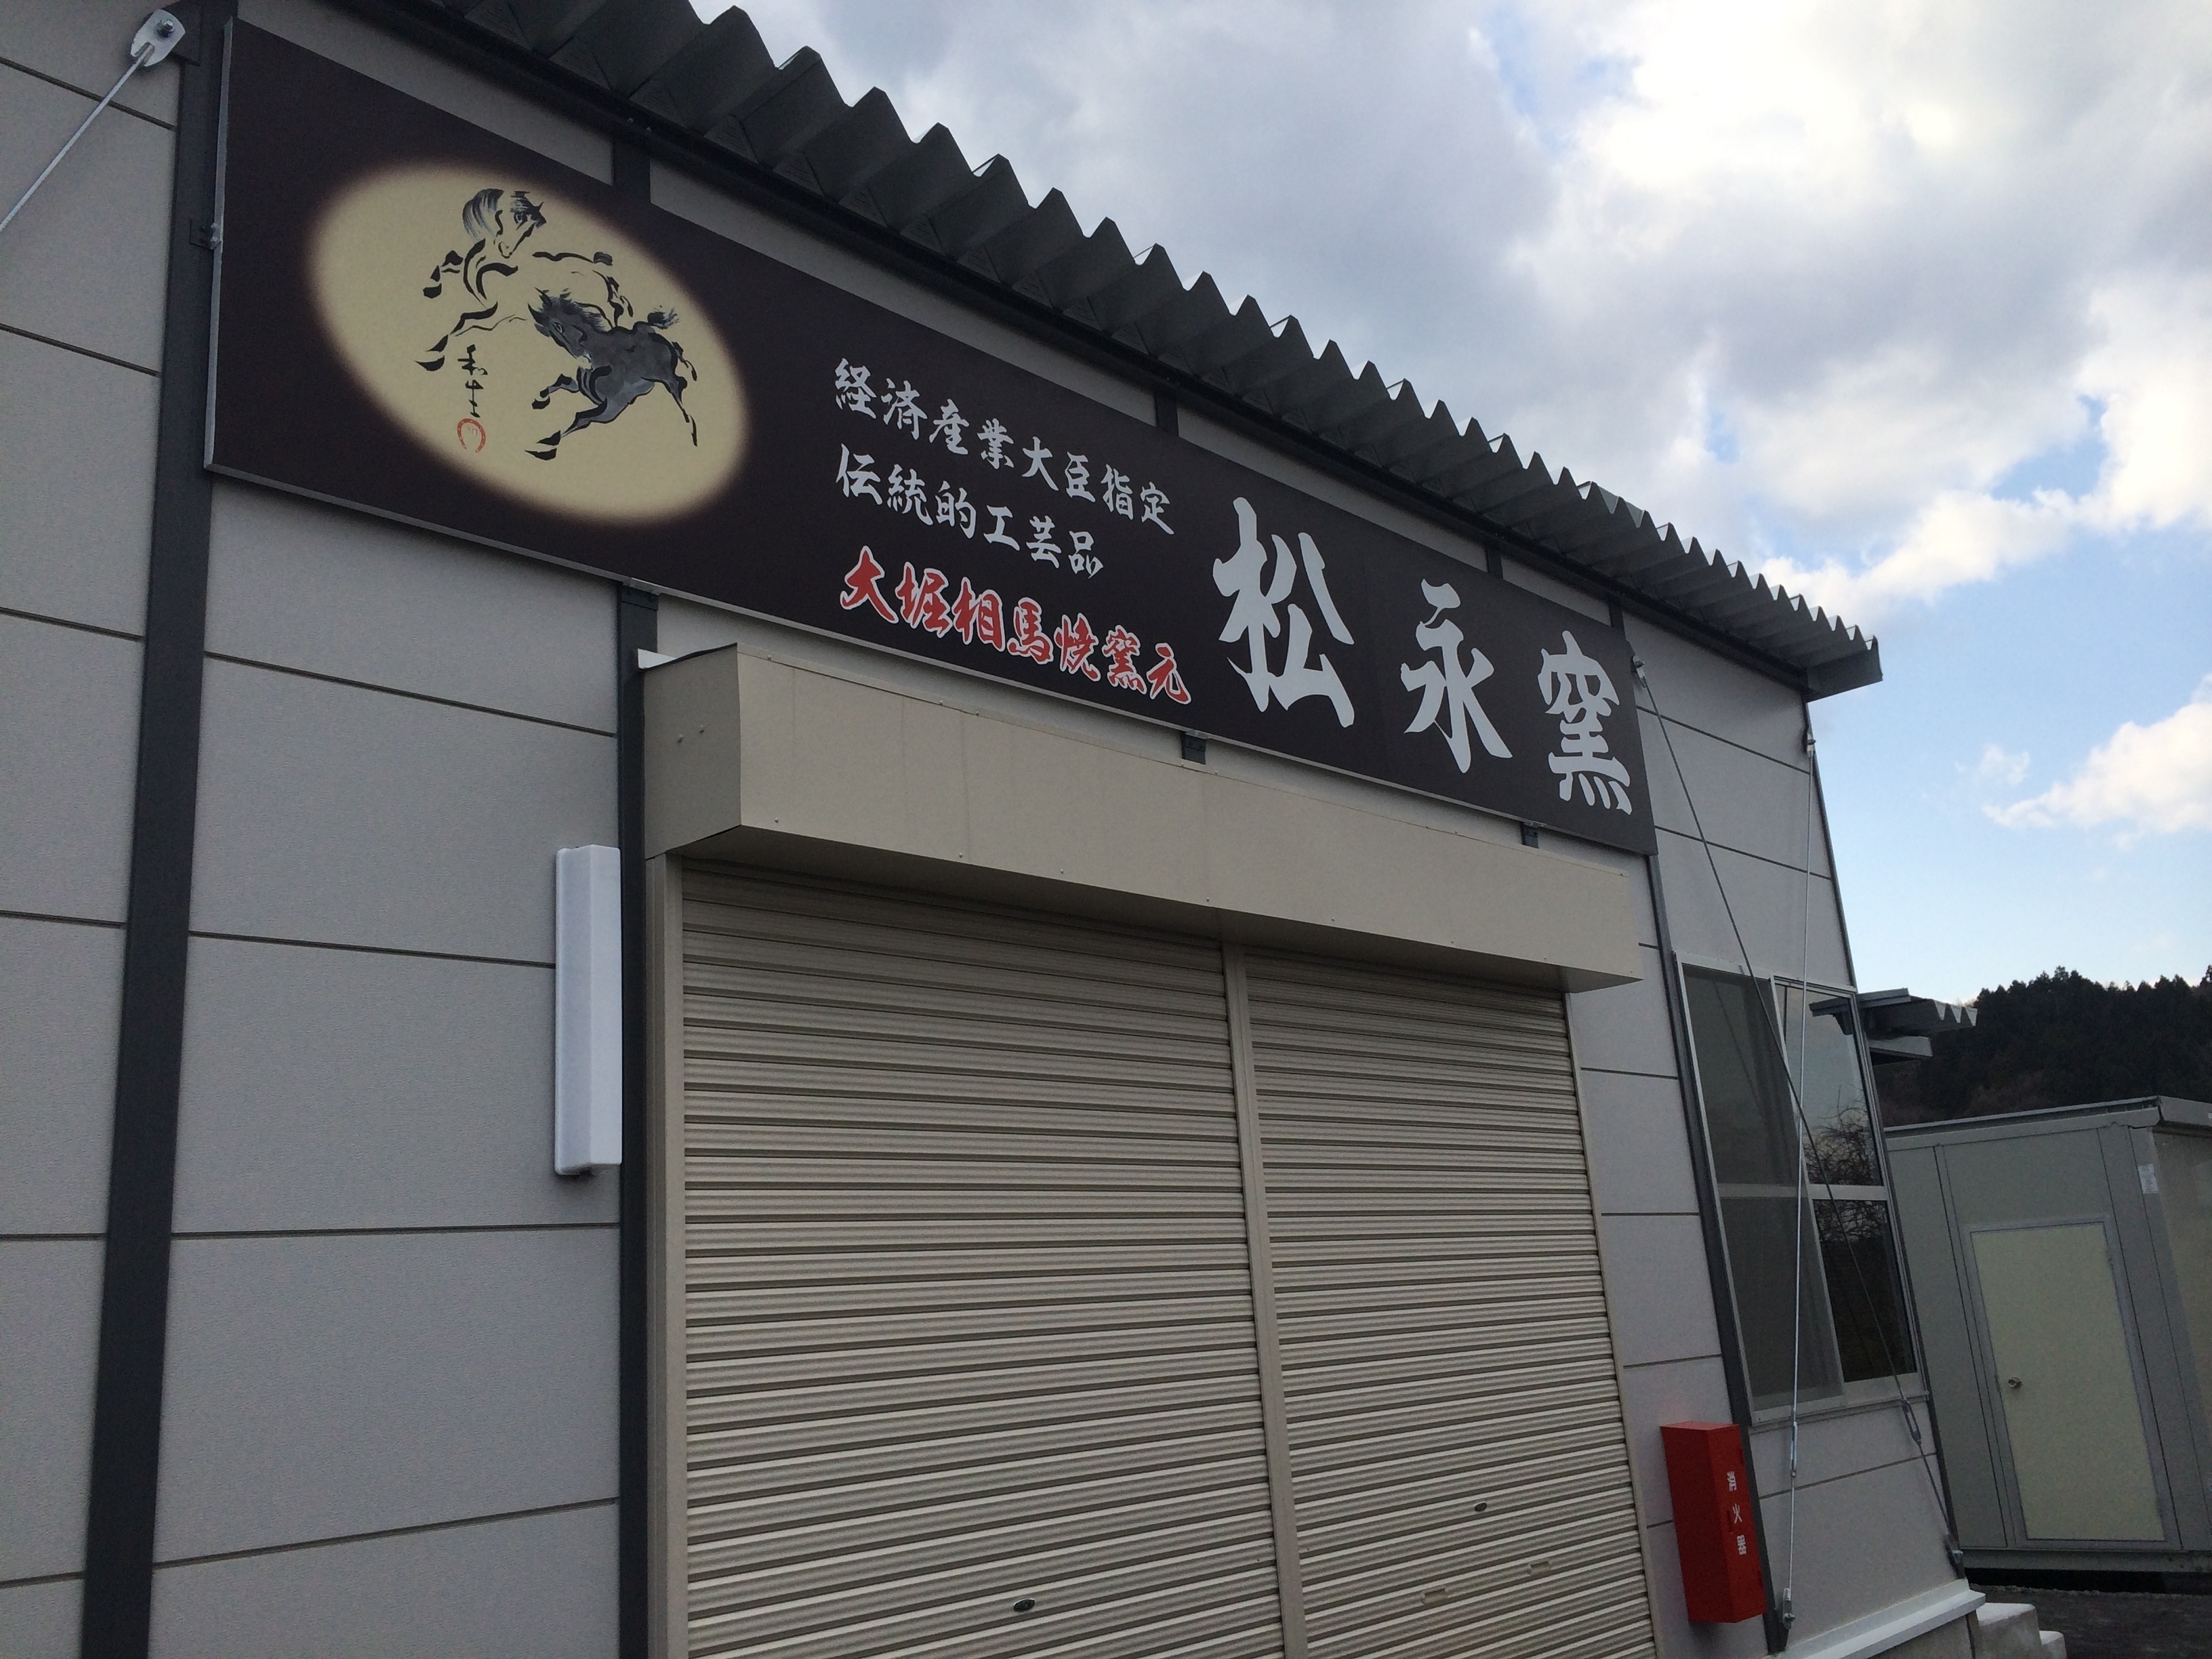 経済産業大臣指定
伝統的工芸品
大堀相馬焼窯元
松永窯
消火器